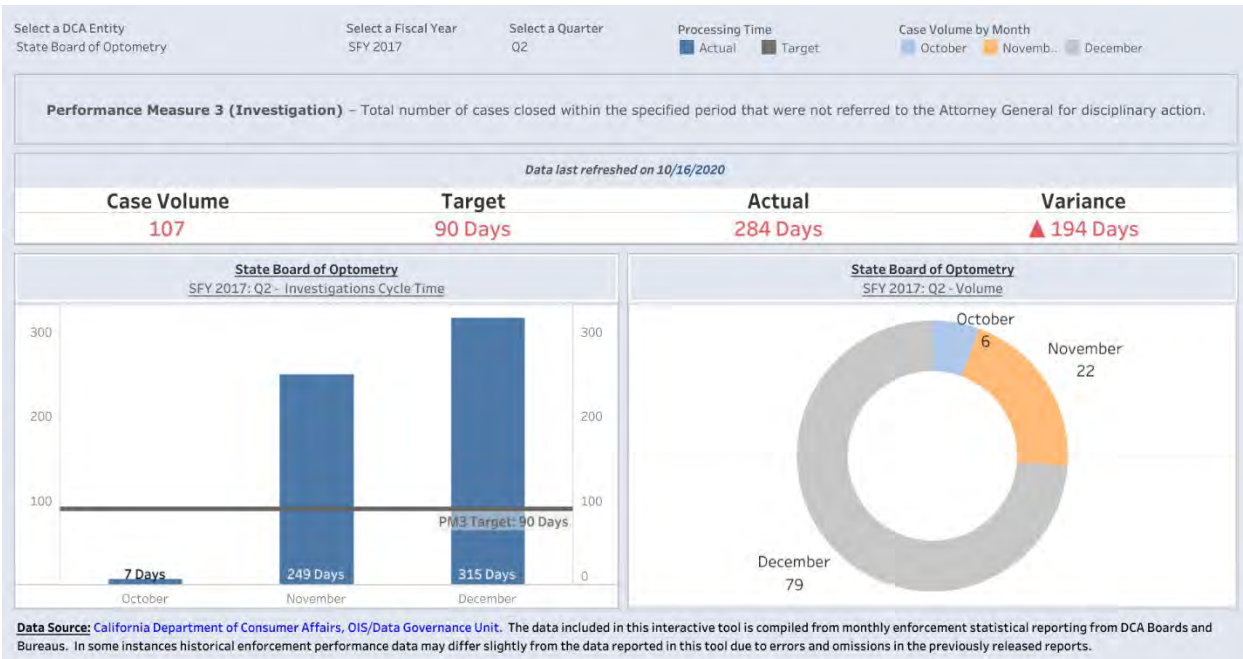 Select a DCA Entity
State Board of Optometry
Select a Fiscal Year
SFY 2017
Select a Quarter
Q2
Processing Time
Actual
Target
Case Volume by Month
October
Novemb..
December
Performance Measure 3 (Investigation) – Total number of cases closed within the specified period that were not referred to the Attorney General for disciplinary action.
Data last refreshed on 10/16/2020
Case Volume
107
Target
90 Days
Actual
284 Days
Variance
▲ 194 Days
State Board of Optometry
SFY 2017: Q2 - Investigations Cycle Time
300
200
100
300
200
100
0
PM3 Target: 90 Days
7 Days
249 Days
315 Days
October
November
December
State Board of Optometry
SFY 2017: Q2 - Volume
October
6
November
22
December
79
Data Source: California Department of Consumer Affairs, OIS/Data Governance Unit. The data included in this interactive tool is compiled from monthly enforcement statistical reporting from DCA Boards and
Bureaus. In some instances historical enforcement performance data may differ slightly from the data reported in this tool due to errors and omissions in the previously released reports.